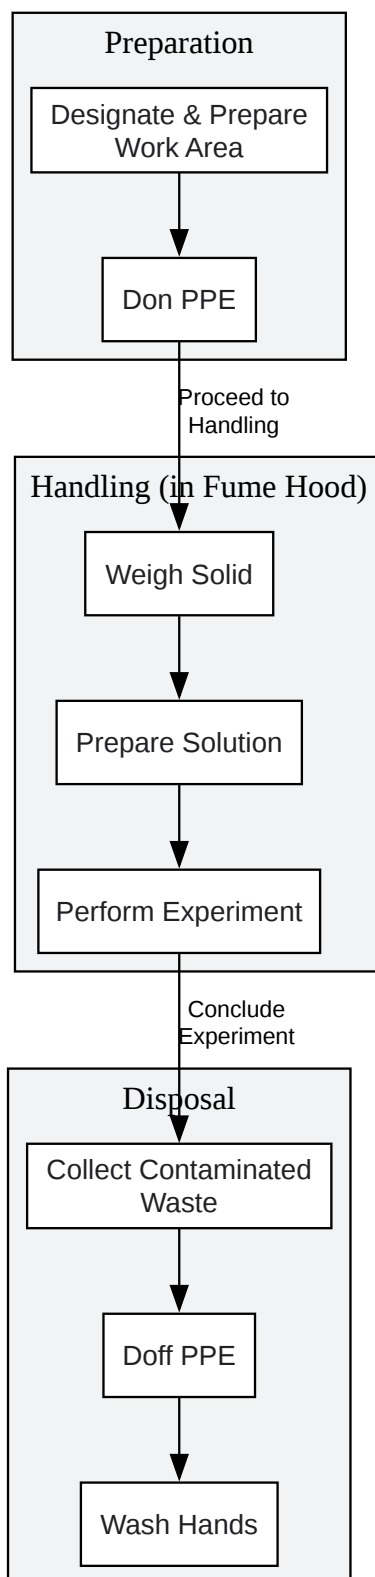 Preparation
Designate & Prepare
Work Area
Don PPE
Proceed to
Handling
Handling (in Fume Hood)
Weigh Solid
Prepare Solution
Perform Experiment
Conclude
Experiment
Disposal
Collect Contaminated
Waste
Doff PPE
Wash Hands